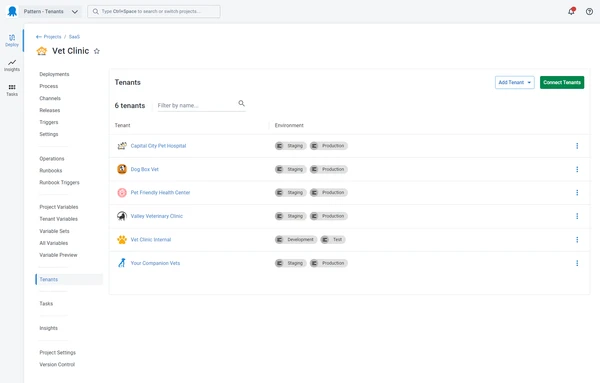 Pattern - Tenants
Type Ctrl+Space to search or switch projects...
Deploy
Insights
Tasks
Projects / SaaS
Vet Clinic
Deployments
Process
Channels
Releases
Triggers
Settings
Operations
Runbooks
Runbook Triggers
Project Variables
Tenant Variables
Variable Sets
All Variables
Variable Preview
Tenants
Tasks
Insights
Project Settings
Version Control
Tenants
Add Tenant
Connect Tenants
6 tenants
Filter by name...
Tenant Environment
Capital City Pet Hospital Staging Production
Dog Box Vet Staging Production
Pet Friendly Health Center Staging Production
Valley Veterinary Clinic Staging Production
Vet Clinic Internal Development Test
Your Companion Vets Staging Production